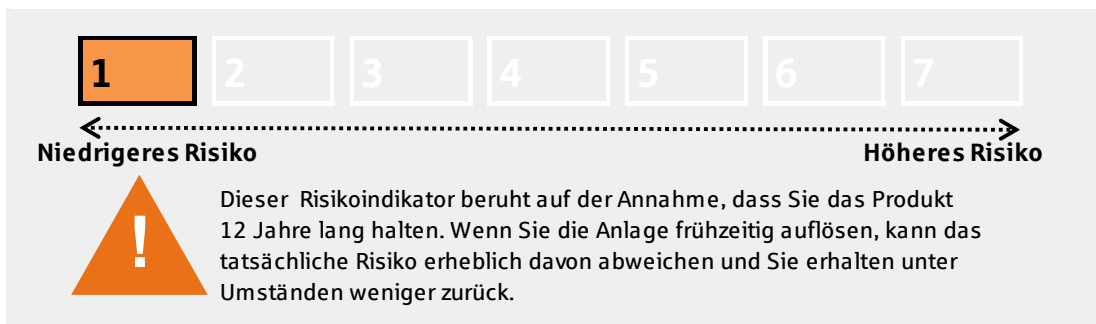 1 2 3 4 5 6 7
Niedrigeres Risiko Höheres Risiko
!
Dieser Risikoindikator beruht auf der Annahme, dass Sie das Produkt
12 Jahre lang halten. Wenn Sie die Anlage frühzeitig auflösen, kann das
tatsächliche Risiko erheblich davon abweichen und Sie erhalten unter
Umständen weniger zurück.